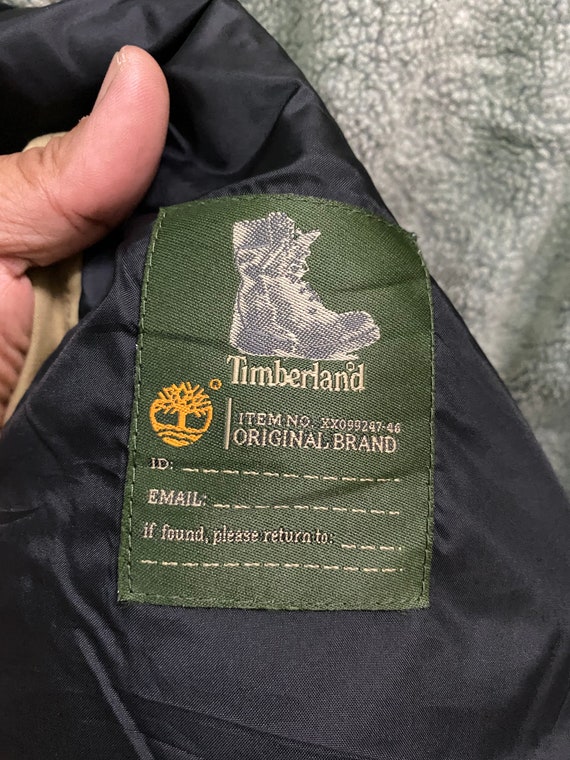 Timberland
®
ITEM NO. XX099247-46
ORIGINAL BRAND
ID:
EMAIL:
if found, please return to: